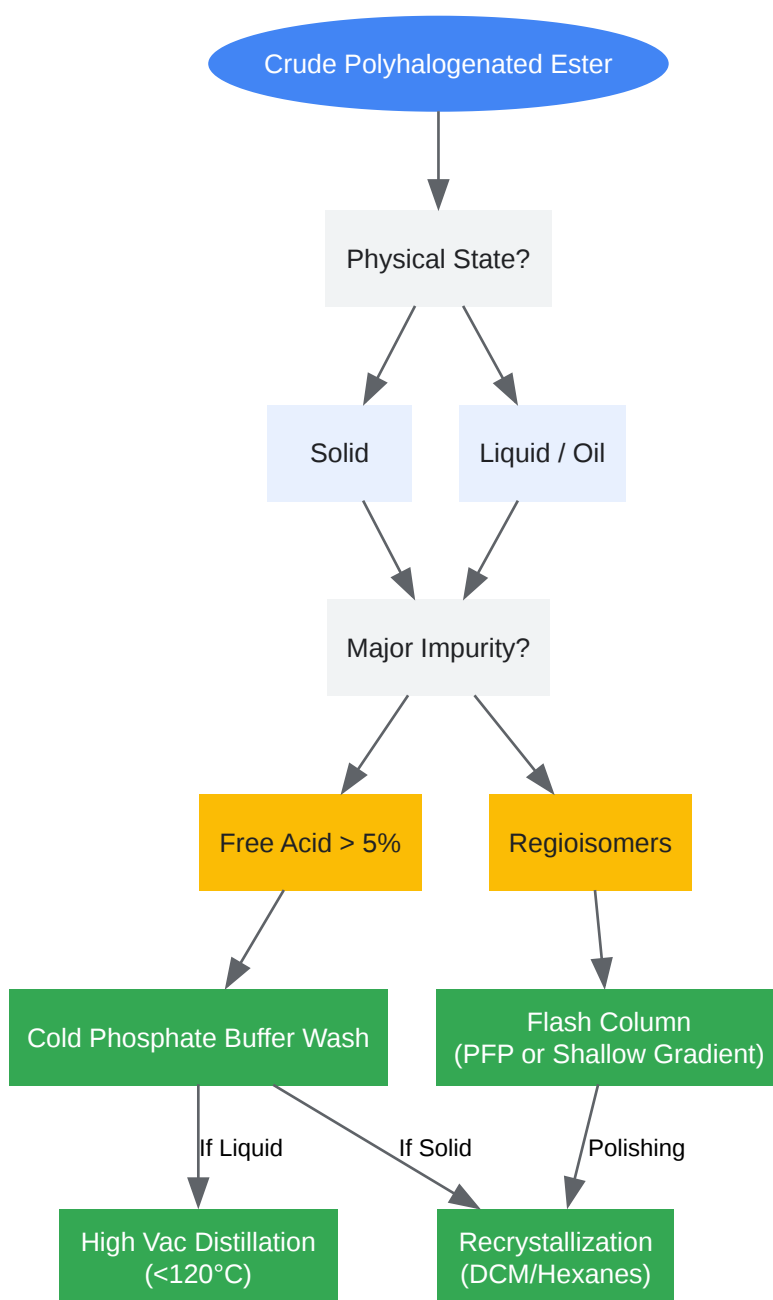 Crude Polyhalogenated Ester
Physical State?
Solid
Liquid / Oil
Major Impurity?
Free Acid > 5%
Regioisomers
Cold Phosphate Buffer Wash
Flash Column
(PFP or Shallow Gradient)
If Liquid
If Solid
Polishing
High Vac Distillation
(<120°C)
Recrystallization
(DCM/Hexanes)